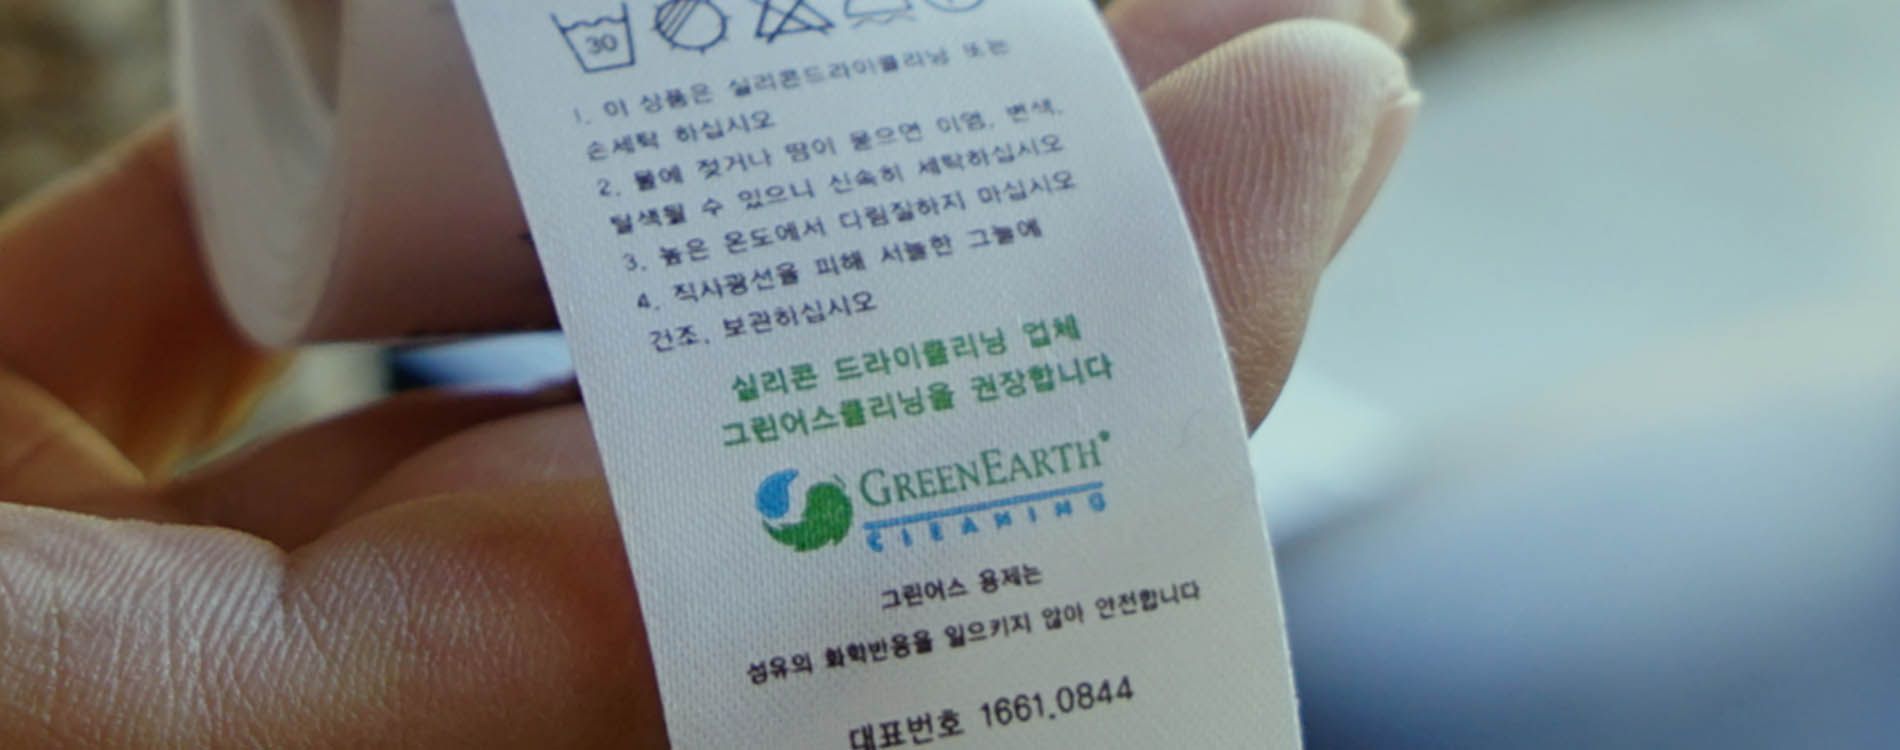 30
1. 이 상품은 실리콘드라이클리닝 또는
손세탁 하십시오
2. 물에 젖거나 땀이 묻으면 이염, 변색,
탈색될 수 있으니 신속히 세탁하십시오
3. 높은 온도에서 다림질하지 마십시오
4. 직사광선을 피해 서늘한 그늘에
건조, 보관하십시오
실리콘 드라이클리닝 업체
그린어스클리닝을 권장합니다
GREENEARTH®
CLEANING
그린어스 용제는
섬유의 화학반응을 일으키지 않아 안전합니다
대표번호 1661.0844